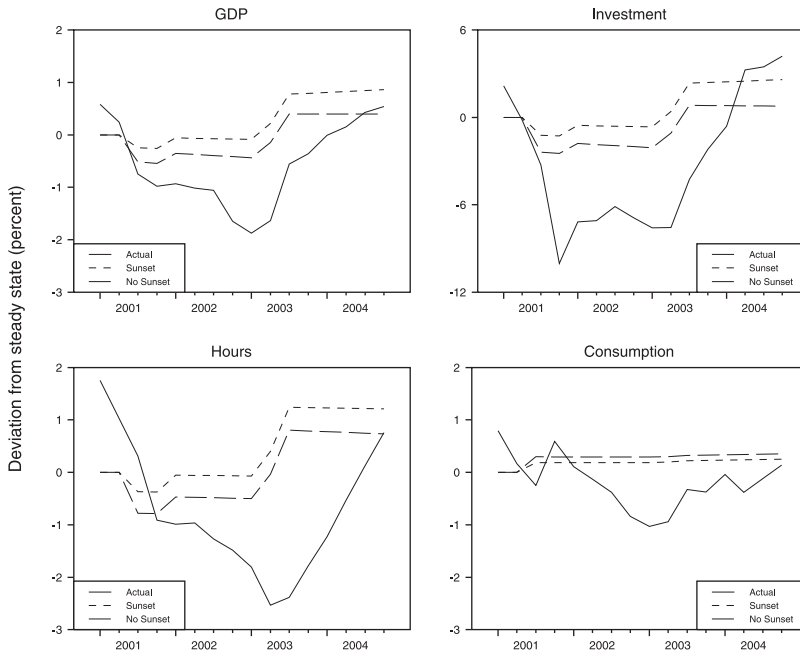 Deviation from steady state (percent)
GDP
2
1
0
-1
-2
-3
Actual
Sunset
No Sunset
2001 2002 2003 2004
Investment
6
0
-6
-12
Actual
Sunset
No Sunset
2001 2002 2003 2004
Hours
2
1
0
-1
-2
-3
Actual
Sunset
No Sunset
2001 2002 2003 2004
Consumption
2
1
0
-1
-2
-3
Actual
Sunset
No Sunset
2001 2002 2003 2004